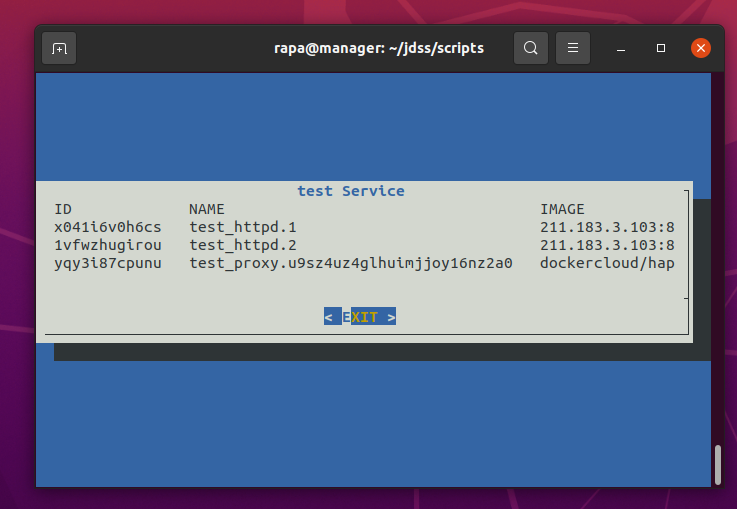 rapa@manager: ~/jdss/scripts
test Service
ID NAME IMAGE
x041i6v0h6cs test_httpd.1 211.183.3.103:8
1vfwzhugirou test_httpd.2 211.183.3.103:8
yqy3i87cpunu test_proxy.u9sz4uz4glhuimjjoy16nz2a0 dockercloud/hap
< EXIT >